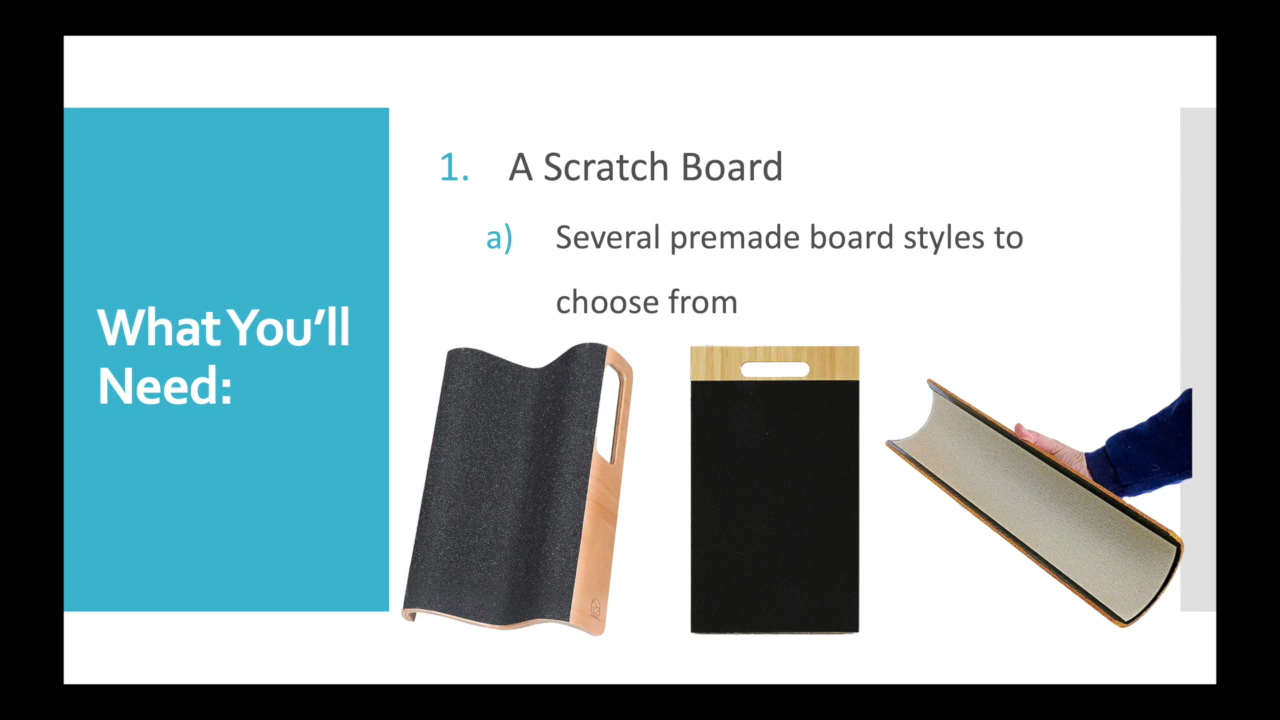 What You’ll
Need:
1. A Scratch Board
a) Several premade board styles to
choose from